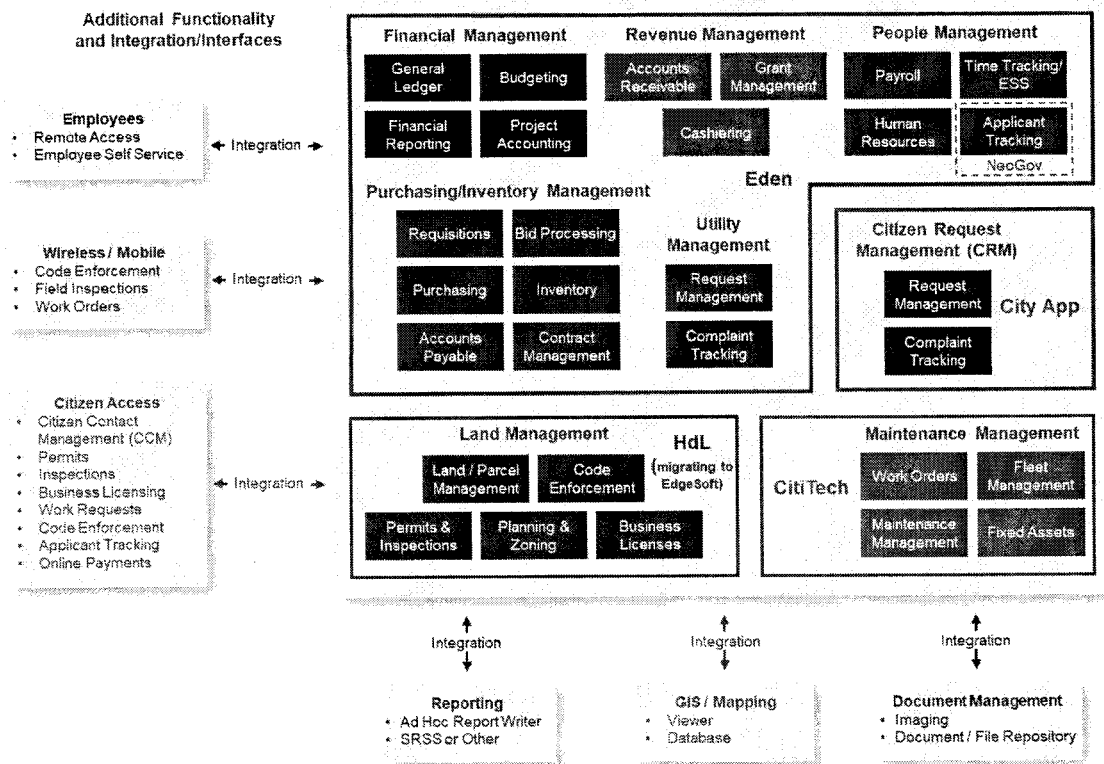 Additional Functionality
and Integration/Interfaces
Employees
• Remote Access
• Employee Self Service
Integration
Wireless / Mobile
• Code Enforcement
• Field Inspections
• Work Orders
Integration
Citizen Access
• Citizen Contact
Management (CCM)
• Permits
• Inspections
• Business Licensing
• Work Requests
• Code Enforcement
• Applicant Tracking
• Online Payments
Integration
Financial Management
General
Ledger
Budgeting
Financial
Reporting
Project
Accounting
Revenue Management
Accounts
Receivable
Grant
Management
Cashiering
People Management
Payroll
Time Tracking/
ESS
Human
Resources
Applicant
Tracking
NeoGov
Eden
Purchasing/Inventory Management
Requisitions
Bid Processing
Purchasing
Inventory
Accounts
Payable
Contract
Management
Utility
Management
Request
Management
Complaint
Tracking
Citizen Request
Management (CRM)
Request
Management
City App
Complaint
Tracking
Land Management
HdL
(migrating to
EdgeSoft)
Land / Parcel
Management
Code
Enforcement
Permits &
Inspections
Planning &
Zoning
Business
Licenses
Maintenance Management
CitiTech
Work Orders
Fleet
Management
Maintenance
Management
Fixed Assets
Integration
Integration
Integration
Reporting
• Ad Hoc Report Writer
• SRSS or Other
GIS / Mapping
• Viewer
• Database
Document Management
• Imaging
• Document / File Repository